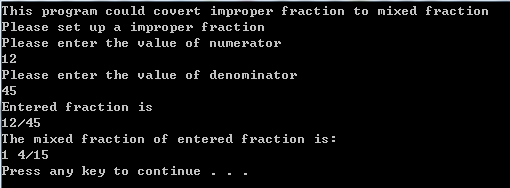 This program could covert improper fraction to mixed fraction
Please set up a improper fraction
Please enter the value of numerator
12
Please enter the value of denominator
45
Entered fraction is
12/45
The mixed fraction of entered fraction is:
1 4/15
Press any key to continue . . .